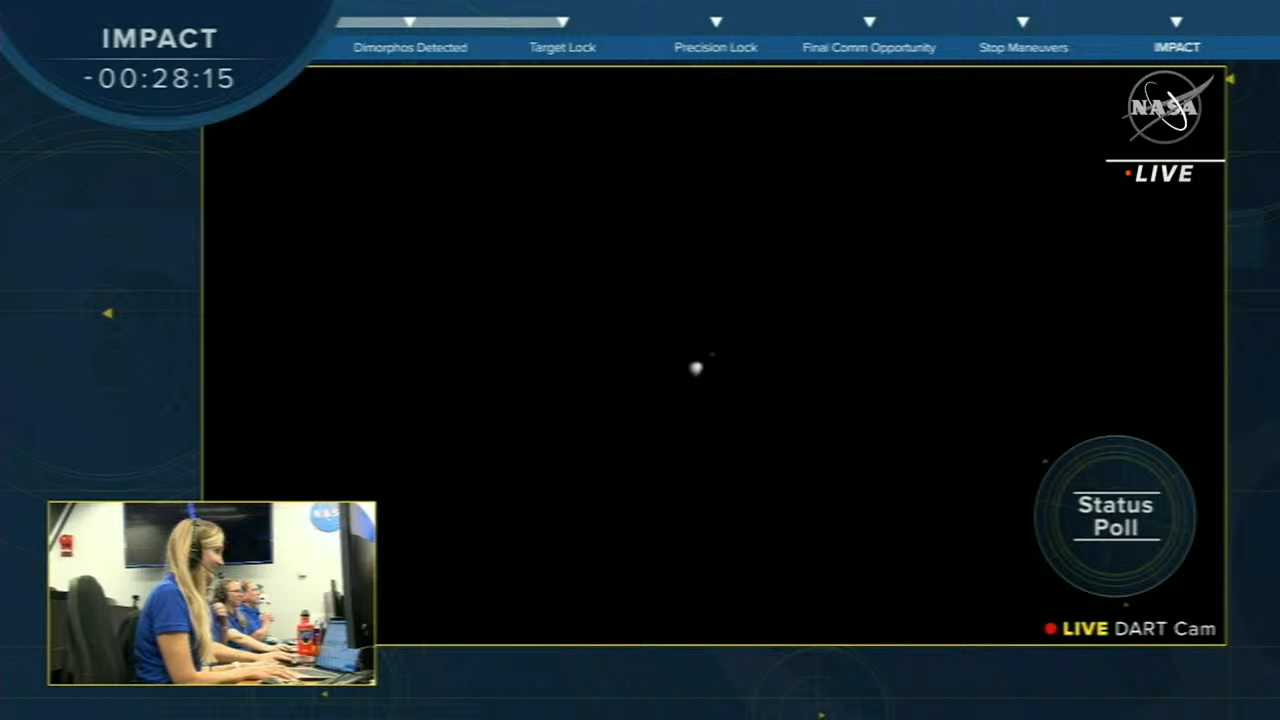 IMPACT
-00:28:15
Dimorphos Detected
Target Lock
Precision Lock
Final Comm Opportunity
Stop Maneuvers
IMPACT
NASA
LIVE
Status
Poll
LIVE DART Cam
NASA